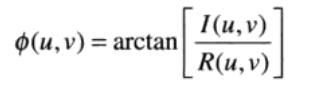 ϕ(u, v) = arctan[I(u, v) / R(u, v)]